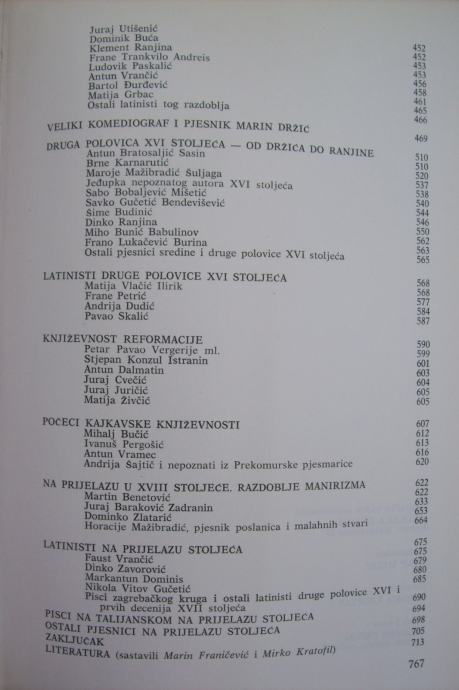 Juraj Utišenić 452
Dominik Buća 452
Klement Ranjina 453
Frane Trankvilo Andreis 453
Ludovik Paskalić 456
Antun Vrančić 458
Bartol Đurđević 461
Matija Grbac 465
Ostali latinisti tog razdoblja 466
VELIKI KOMEDIOGRAF I PJESNIK MARIN DRŽIĆ 469
DRUGA POLOVICA XVI STOLJEĆA — OD DRŽIĆA DO RANJINE 510
Antun Bratosaljić Sasin 510
Brne Karnarutić 520
Maroje Mažibradić Šuljaga 537
Jeđupka nepoznatog autora XVI stoljeća 538
Sabo Bobaljević Mišetić 540
Savko Gučetić Bendevišević 544
Šime Budinić 546
Dinko Ranjina 550
Miho Bunić Babulinov 562
Frano Lukačević Burina 563
Ostali pjesnici sredine i druge polovice XVI stoljeća 565
LATINISTI DRUGE POLOVICE XVI STOLJEĆA 568
Matija Vlačić Ilirik 568
Frane Petrić 577
Andrija Dudić 584
Pavao Skalić 587
KNJIŽEVNOST REFORMACIJE 590
Petar Pavao Vergerije ml. 599
Stjepan Konzul Istranin 601
Antun Dalmatin 603
Juraj Cvečić 604
Juraj Juričić 605
Matija Živčić 605
POČECI KAJKAVSKE KNJIŽEVNOSTI 607
Mihalj Bučić 612
Ivanuš Pergošić 613
Antun Vramec 616
Andrija Sajtić i nepoznati iz Prekomurske pjesmarice 620
NA PRIJELAZU U XVIII STOLJEĆE. RAZDOBLJE MANIRIZMA 622
Martin Benetović 622
Juraj Baraković Zadranin 633
Dominko Zlatarić 653
Horacije Mažibradić, pjesnik poslanica i malahnih stvari 664
LATINISTI NA PRIJELAZU STOLJEĆA 675
Faust Vrančić 675
Dinko Zavorović 679
Markantun Dominis 680
Nikola Vitov Gučetić 685
Pisci zagrebačkog kruga i ostali latinisti druge polovice XVI i
prvih decenija XVII stoljeća 690
PISCI NA TALIJANSKOM NA PRIJELAZU STOLJEĆA 694
OSTALI PJESNICI NA PRIJELAZU STOLJEĆA 698
ZAKLJUČAK 705
LITERATURA (sastavili Marin Franičević i Mirko Kratofil) 713
767